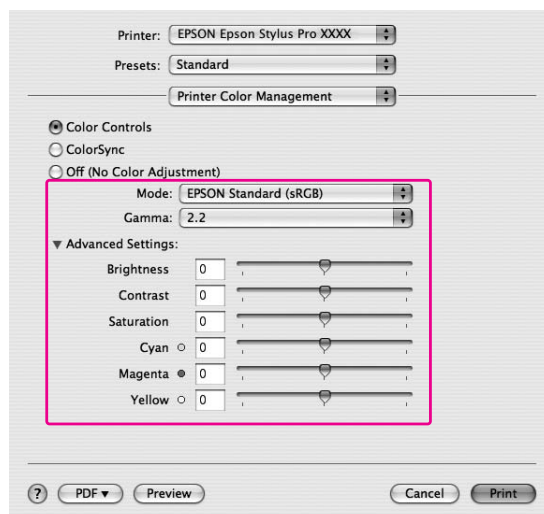 Printer: EPSON Epson Stylus Pro XXXX
Presets: Standard
Printer Color Management
Color Controls
ColorSync
Off (No Color Adjustment)
Mode: EPSON Standard (sRGB)
Gamma: 2.2
Advanced Settings:
Brightness 0
Contrast 0
Saturation 0
Cyan 0
Magenta 0
Yellow 0
? PDF Preview Cancel Print